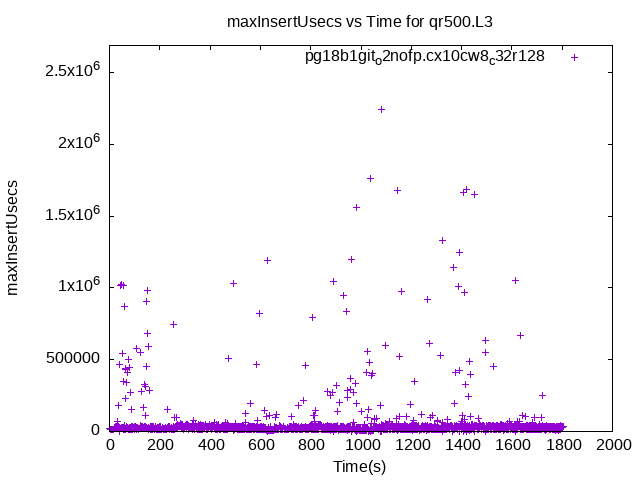 maxInsertUsecs vs Time for qr500.L3
pg18b1git_o2nofp.cx10cw8_c32r128
2.5x10^6
2x10^6
1.5x10^6
1x10^6
500000
0
maxInsertUsecs
0 200 400 600 800 1000 1200 1400 1600 1800 2000
Time(s)